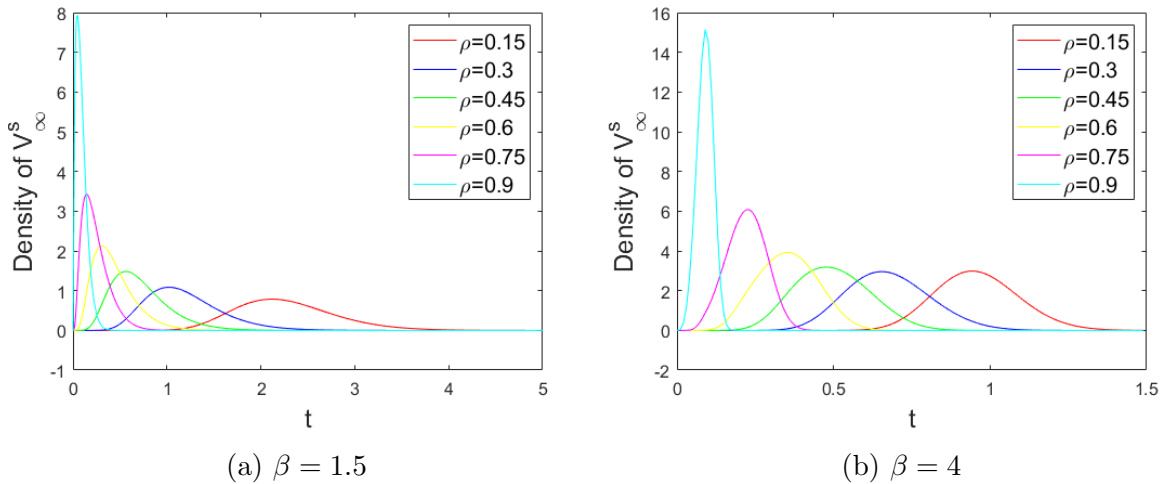 Density of V^s_∞
8
7
6
5
4
3
2
1
0
-1
0 1 2 3 4 5
t
ρ=0.15
ρ=0.3
ρ=0.45
ρ=0.6
ρ=0.75
ρ=0.9
(a) β = 1.5
Density of V^s_∞
16
14
12
10
8
6
4
2
0
-2
0 0.5 1 1.5
t
ρ=0.15
ρ=0.3
ρ=0.45
ρ=0.6
ρ=0.75
ρ=0.9
(b) β = 4